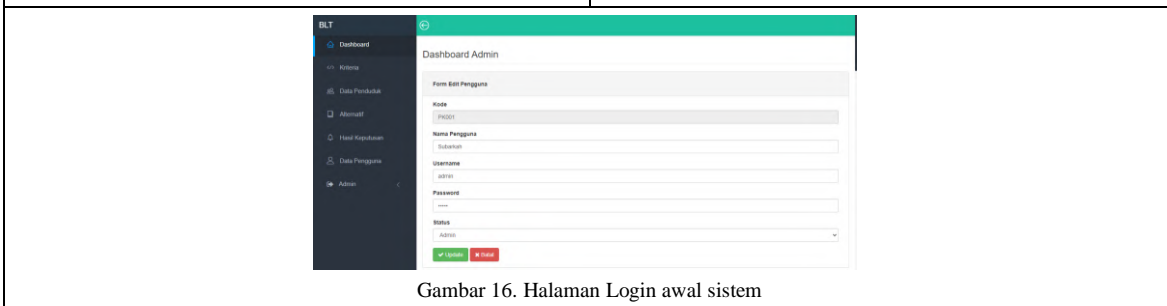 BLT
Dashboard
Kriteria
Data Penduduk
Alternatif
Hasil Keputusan
Data Pengguna
Admin
Dashboard Admin
Form Edit Pengguna
Kode
PK001
Nama Pengguna
Subarkah
Username
admin
Password
•••••
Status
Admin
Update Batal
Gambar 16. Halaman Login awal sistem